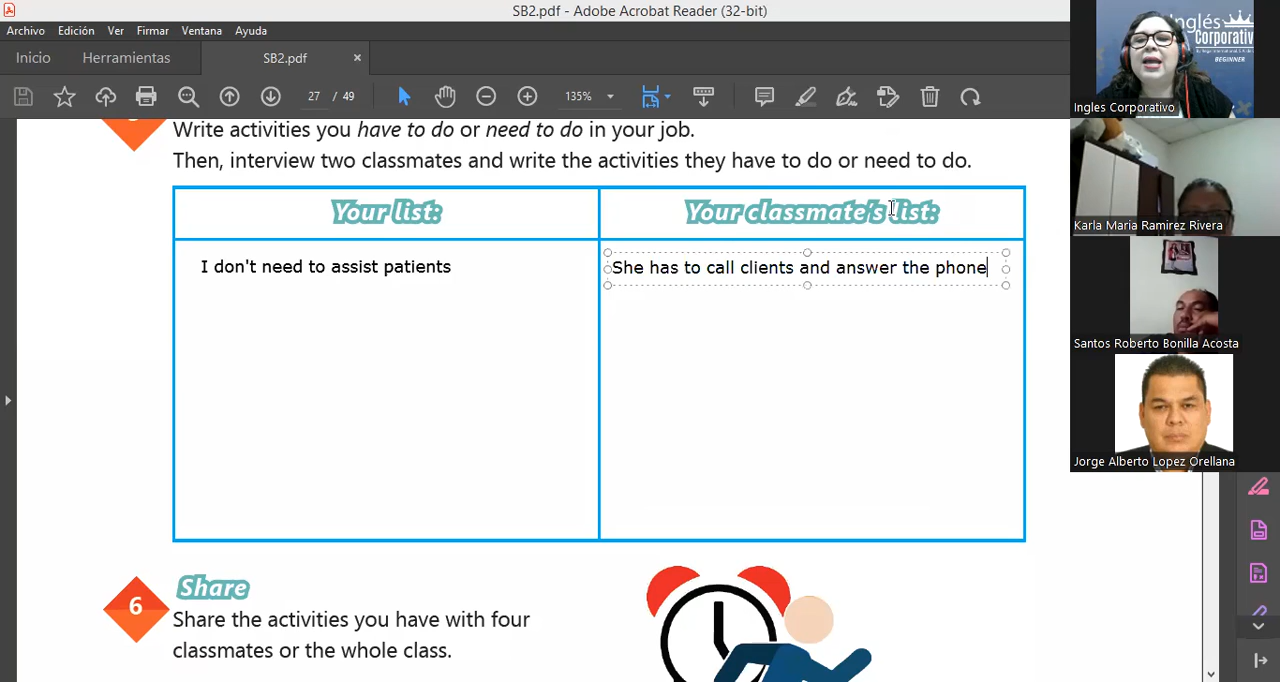 SB2.pdf - Adobe Acrobat Reader (32-bit)
Archivo Edición Ver Firmar Ventana Ayuda
Inicio Herramientas SB2.pdf ×
27 / 49 135%
Write activities you have to do or need to do in your job.
Then, interview two classmates and write the activities they have to do or need to do.
Your list: Your classmate's list:
I don't need to assist patients She has to call clients and answer the phone
6 Share
Share the activities you have with four
classmates or the whole class.
Inglés
Corporativo
BEGINNER
Ingles Corporativo
Karla Maria Ramirez Rivera
Santos Roberto Bonilla Acosta
Jorge Alberto Lopez Orellana